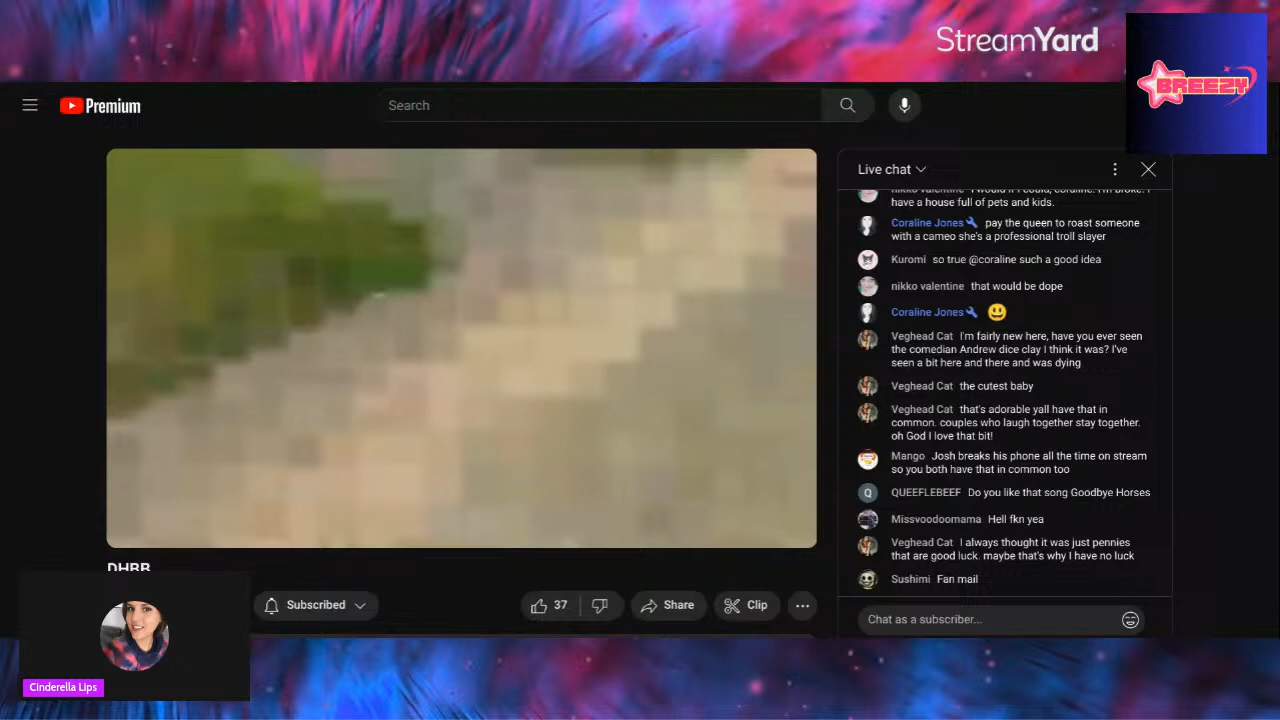 StreamYard
BREEZY
Premium
Search
Live chat
nikko valentine I would if I could, coraline. I'm broke. I
have a house full of pets and kids.
Coraline Jones pay the queen to roast someone
with a cameo she's a professional troll slayer
Kuromi so true @coraline such a good idea
nikko valentine that would be dope
Coraline Jones 😃
Veghead Cat I'm fairly new here, have you ever seen
the comedian Andrew dice clay I think it was? I've
seen a bit here and there and was dying
Veghead Cat the cutest baby
Veghead Cat that's adorable yall have that in
common. couples who laugh together stay together.
oh God I love that bit!
Mango Josh breaks his phone all the time on stream
so you both have that in common too
Q QUEEFLEBEEF Do you like that song Goodbye Horses
Missvoodoomama Hell fkn yea
Veghead Cat I always thought it was just pennies
that are good luck. maybe that's why I have no luck
Sushimi Fan mail
Chat as a subscriber...
DHRB
Subscribed
37
Share
Clip
Cinderella Lips